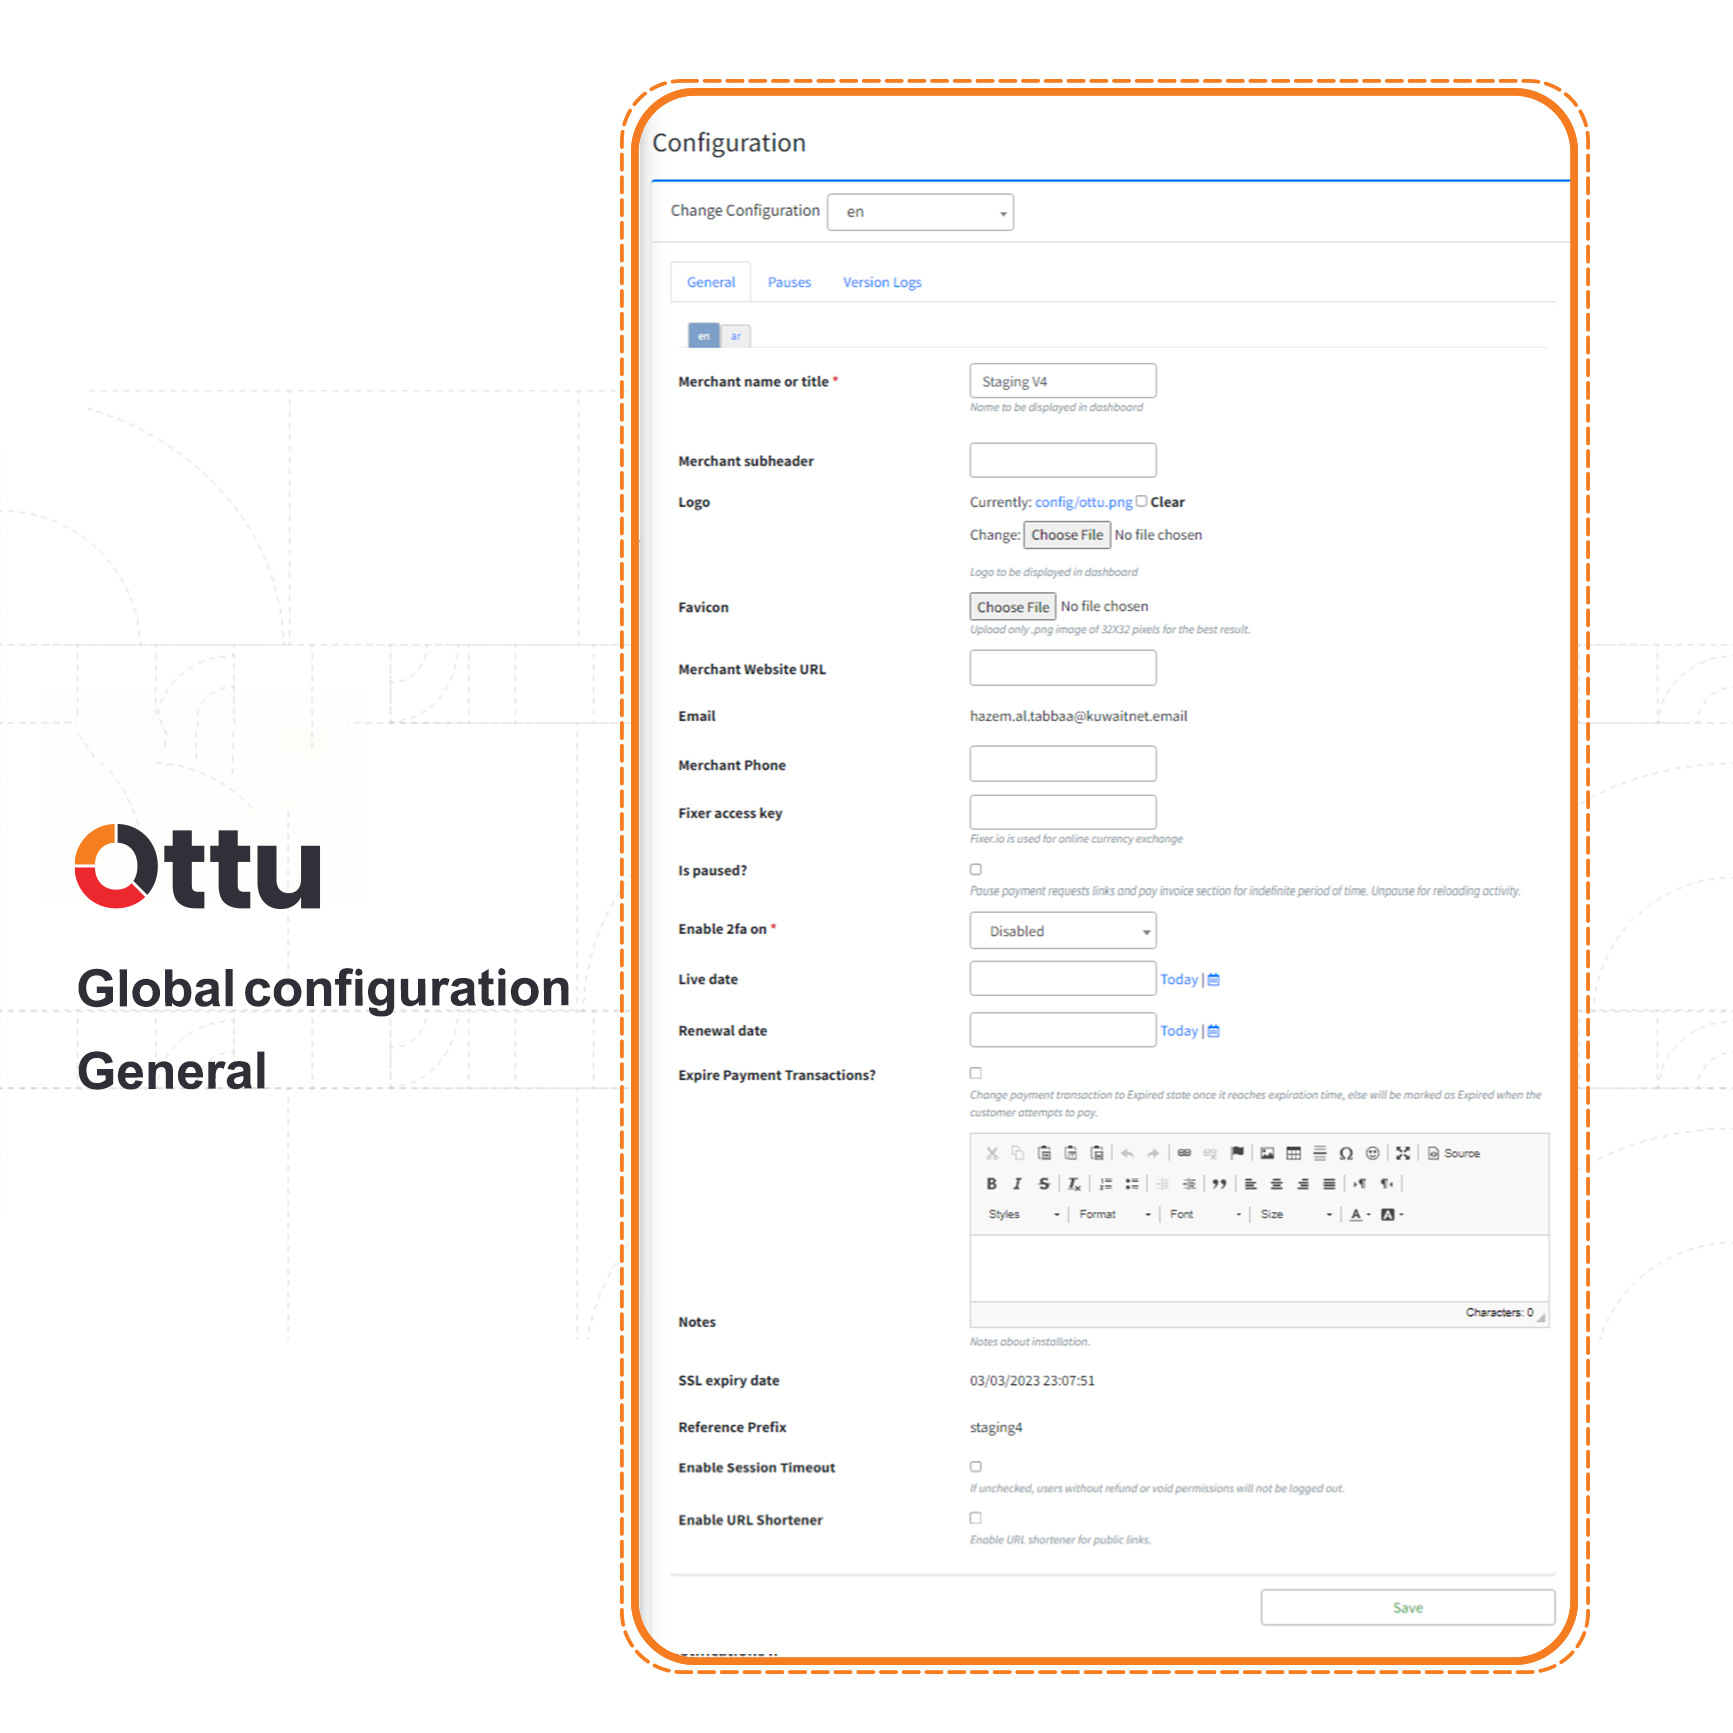 Ottu
Global configuration
General
Configuration
Change Configuration en
General Pauses Version Logs
en ar
Merchant name or title * Staging V4
Name to be displayed in dashboard
Merchant subheader
Logo Currently: config/ottu.png Clear
Change: Choose File No file chosen
Logo to be displayed in dashboard
Favicon Choose File No file chosen
Upload only .png image of 32X32 pixels for the best result.
Merchant Website URL
Email hazem.al.tabbaa@kuwaitnet.email
Merchant Phone
Fixer access key
Fixer.io is used for online currency exchange
Is paused?
Pause payment requests links and pay invoice section for indefinite period of time. Unpause for reloading activity.
Enable 2fa on * Disabled
Live date Today |
Renewal date Today |
Expire Payment Transactions?
Change payment transaction to Expired state once it reaches expiration time, else will be marked as Expired when the
customer attempts to pay.
Source
Styles Format Font Size A A
Characters: 0
Notes
Notes about installation.
SSL expiry date 03/03/2023 23:07:51
Reference Prefix staging4
Enable Session Timeout
If unchecked, users without refund or void permissions will not be logged out.
Enable URL Shortener
Enable URL shortener for public links.
Save